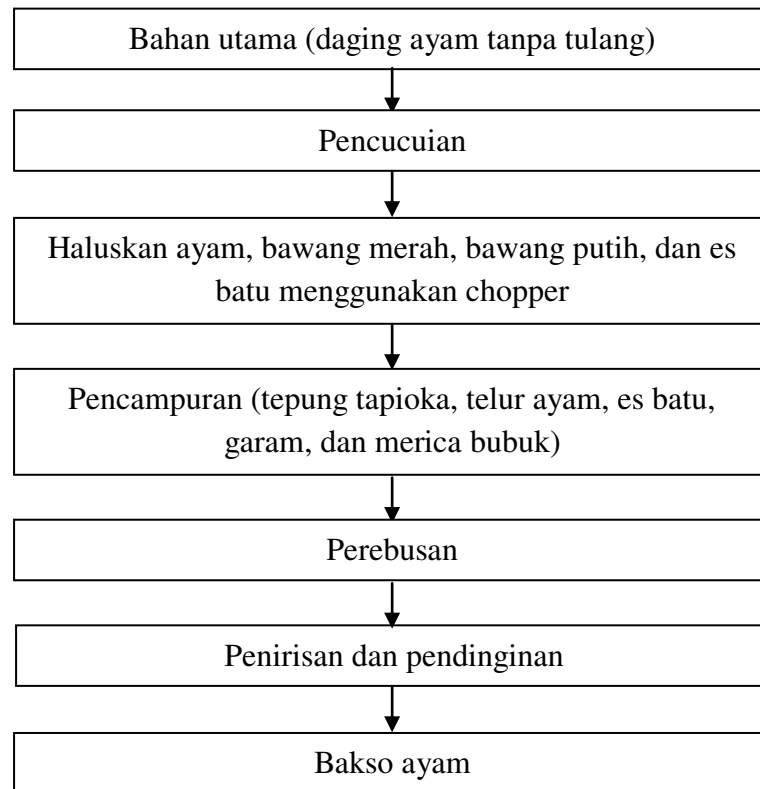 Bahan utama (daging ayam tanpa tulang)
Pencucuian
Haluskan ayam, bawang merah, bawang putih, dan es
batu menggunakan chopper
Pencampuran (tepung tapioka, telur ayam, es batu,
garam, dan merica bubuk)
Perebusan
Penirisan dan pendinginan
Bakso ayam